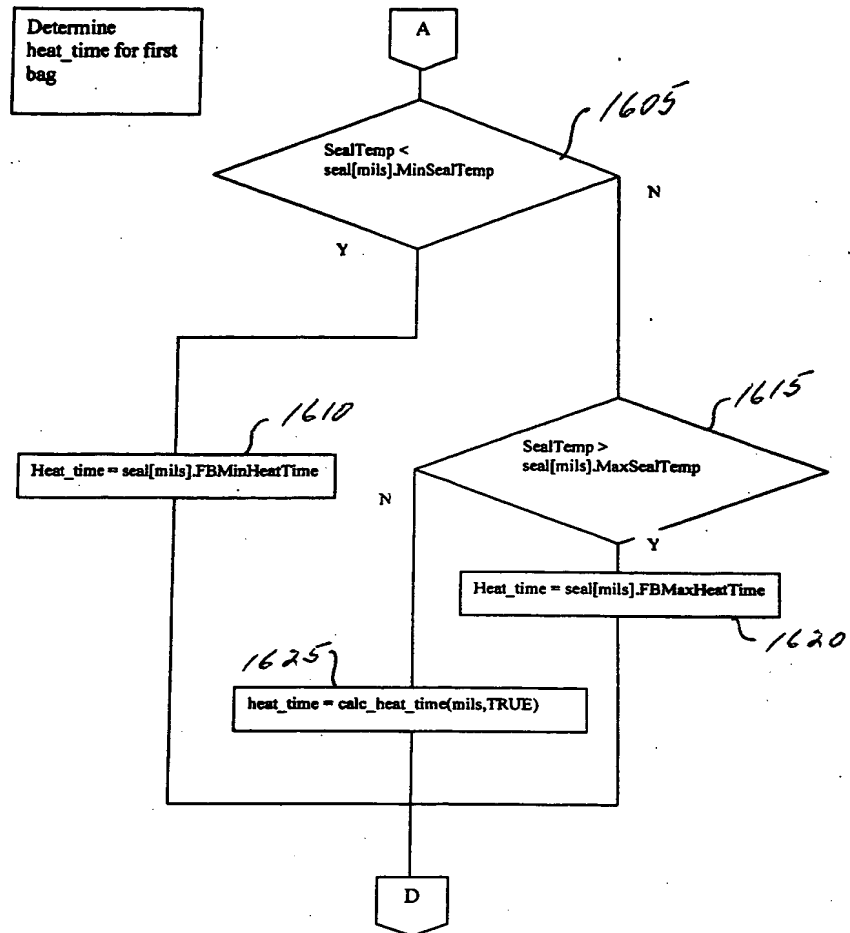 Determine
heat_time for first
bag
A
1605
SealTemp <
seal[mils].MinSealTemp
N
Y
1615
1610
SealTemp >
seal[mils].MaxSealTemp
Heat_time = seal[mils].FBMinHeatTime
N
Y
Heat_time = seal[mils].FBMaxHeatTime
1620
1625
heat_time = calc_heat_time(mils,TRUE)
D